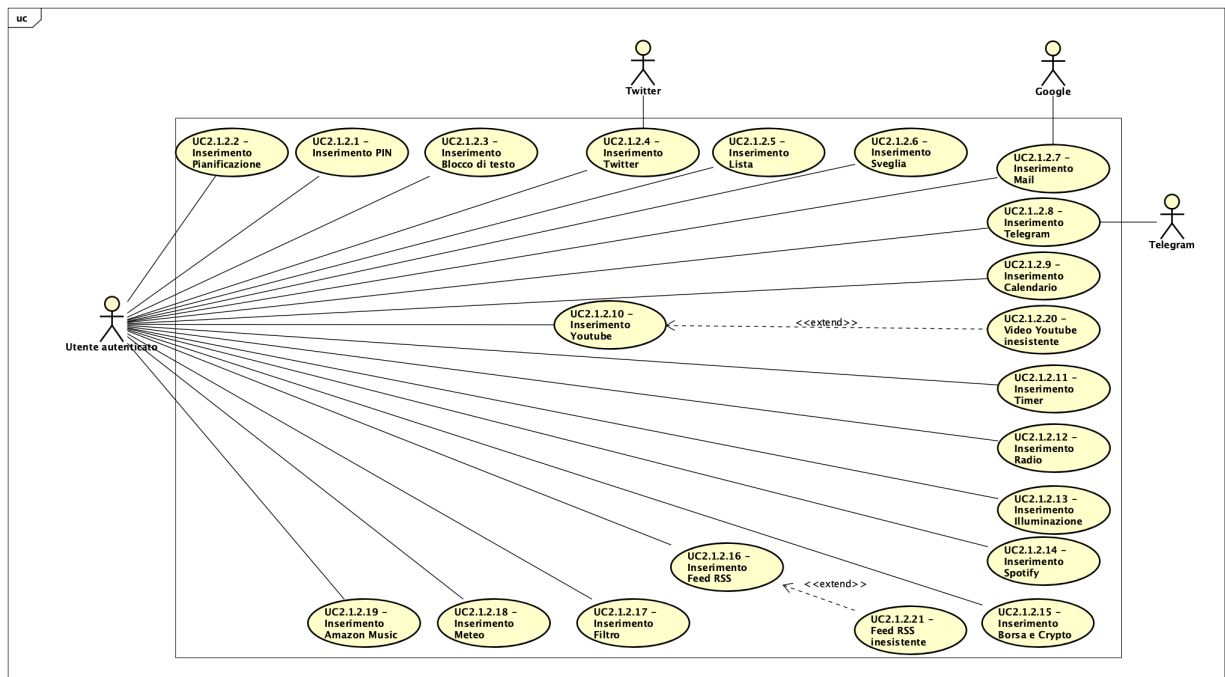 uc
Twitter
Google
UC2.1.2.2 –
Inserimento
Pianificazione
UC2.1.2.1 –
Inserimento PIN
UC2.1.2.3 –
Inserimento
Blocco di testo
UC2.1.2.4 –
Inserimento
Twitter
UC2.1.2.5 –
Inserimento
Lista
UC2.1.2.6 –
Inserimento
Sveglia
UC2.1.2.7 –
Inserimento
Mail
UC2.1..2.8 –
Inserimento
Telegram
Telegram
UC2.1.2.9 –
Inserimento
Calendario
Utente autenticato
UC2.1.2.10 –
Inserimento
Youtube
<<extend>>
UC2.1.2.20 –
Video Youtube
inesistente
UC2.1.2.11 –
Inserimento
Timer
UC2.1.2.12 –
Inserimento
Radio
UC2.1.2.13 –
Inserimento
Illuminazione
UC2.1.2.14 –
Inserimento
Spotify
UC2.1.2.16 –
Inserimento
Feed RSS
<<extend>>
UC2.1.2.19 –
Inserimento
Amazon Music
UC2.1.2.18 –
Inserimento
Meteo
UC2.1.2.17 –
Inserimento
Filtro
UC2.1.2.21 –
Feed RSS
inesistente
UC2.1.2.15 –
Inserimento
Borsa e Crypto